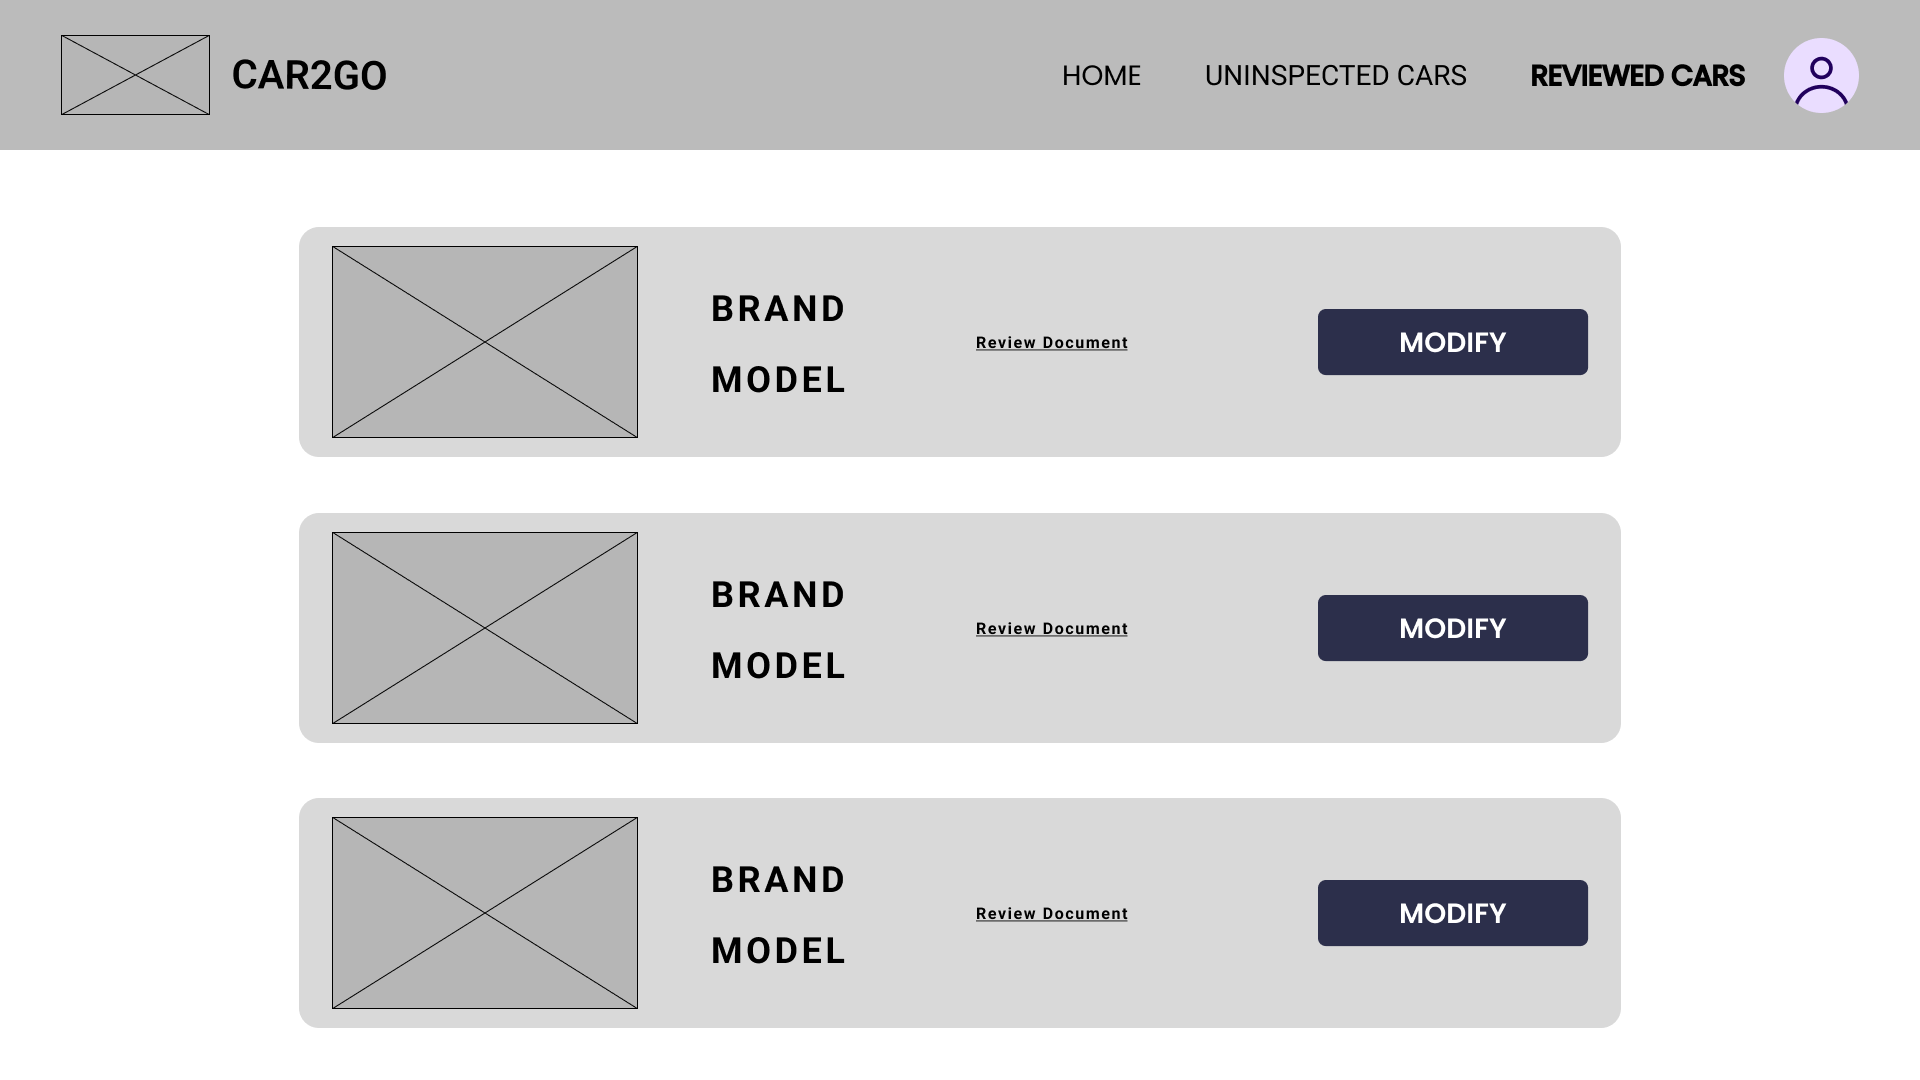 CAR2GO
HOME
UNINSPECTED CARS
REVIEWED CARS
BRAND
MODEL
Review Document
MODIFY
BRAND
MODEL
Review Document
MODIFY
BRAND
MODEL
Review Document
MODIFY